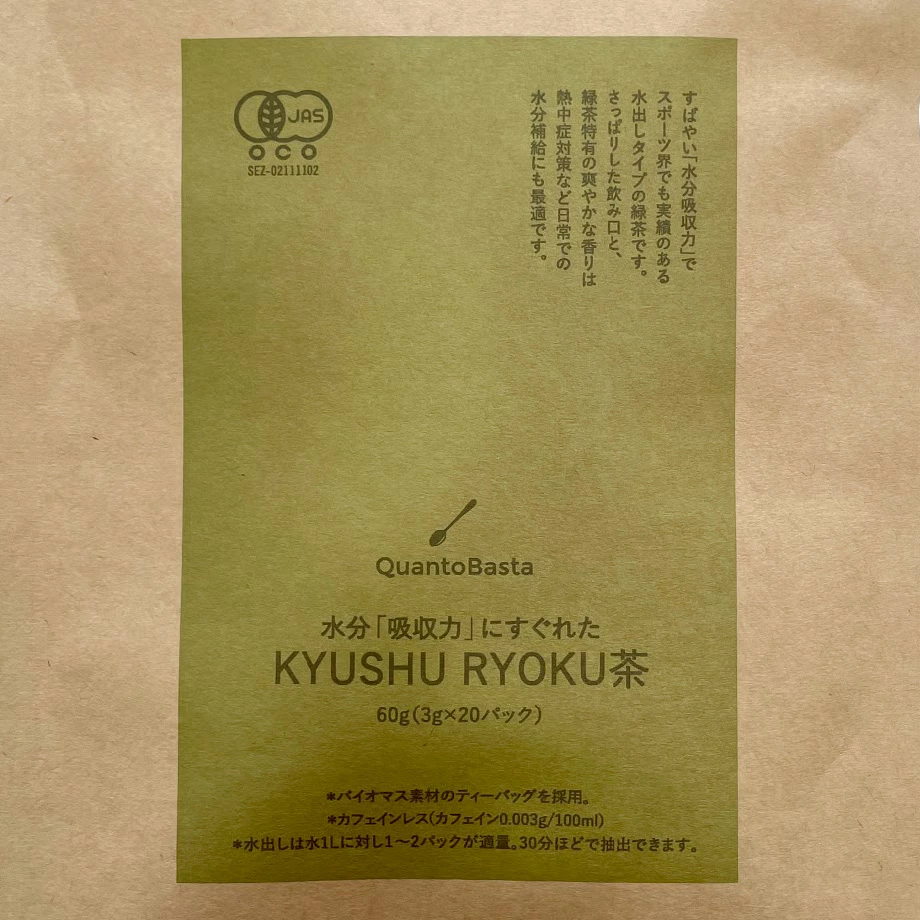 JAS
OCO
SEZ-02111102
すばやい「水分吸収力」で
スポーツ界でも実績のある
水出しタイプの緑茶です。
さっぱりした飲み口と、
緑茶特有の爽やかな香りは
熱中症対策など日常での
水分補給にも最適です。
QuantoBasta
水分「吸収力」にすぐれた
KYUSHU RYOKU茶
60g(3g×20パック)
*バイオマス素材のティーバッグを採用。
*カフェインレス(カフェイン0.003g/100ml)
*水出しは水1Lに対し1〜2パックが適量。30分ほどで抽出できます。